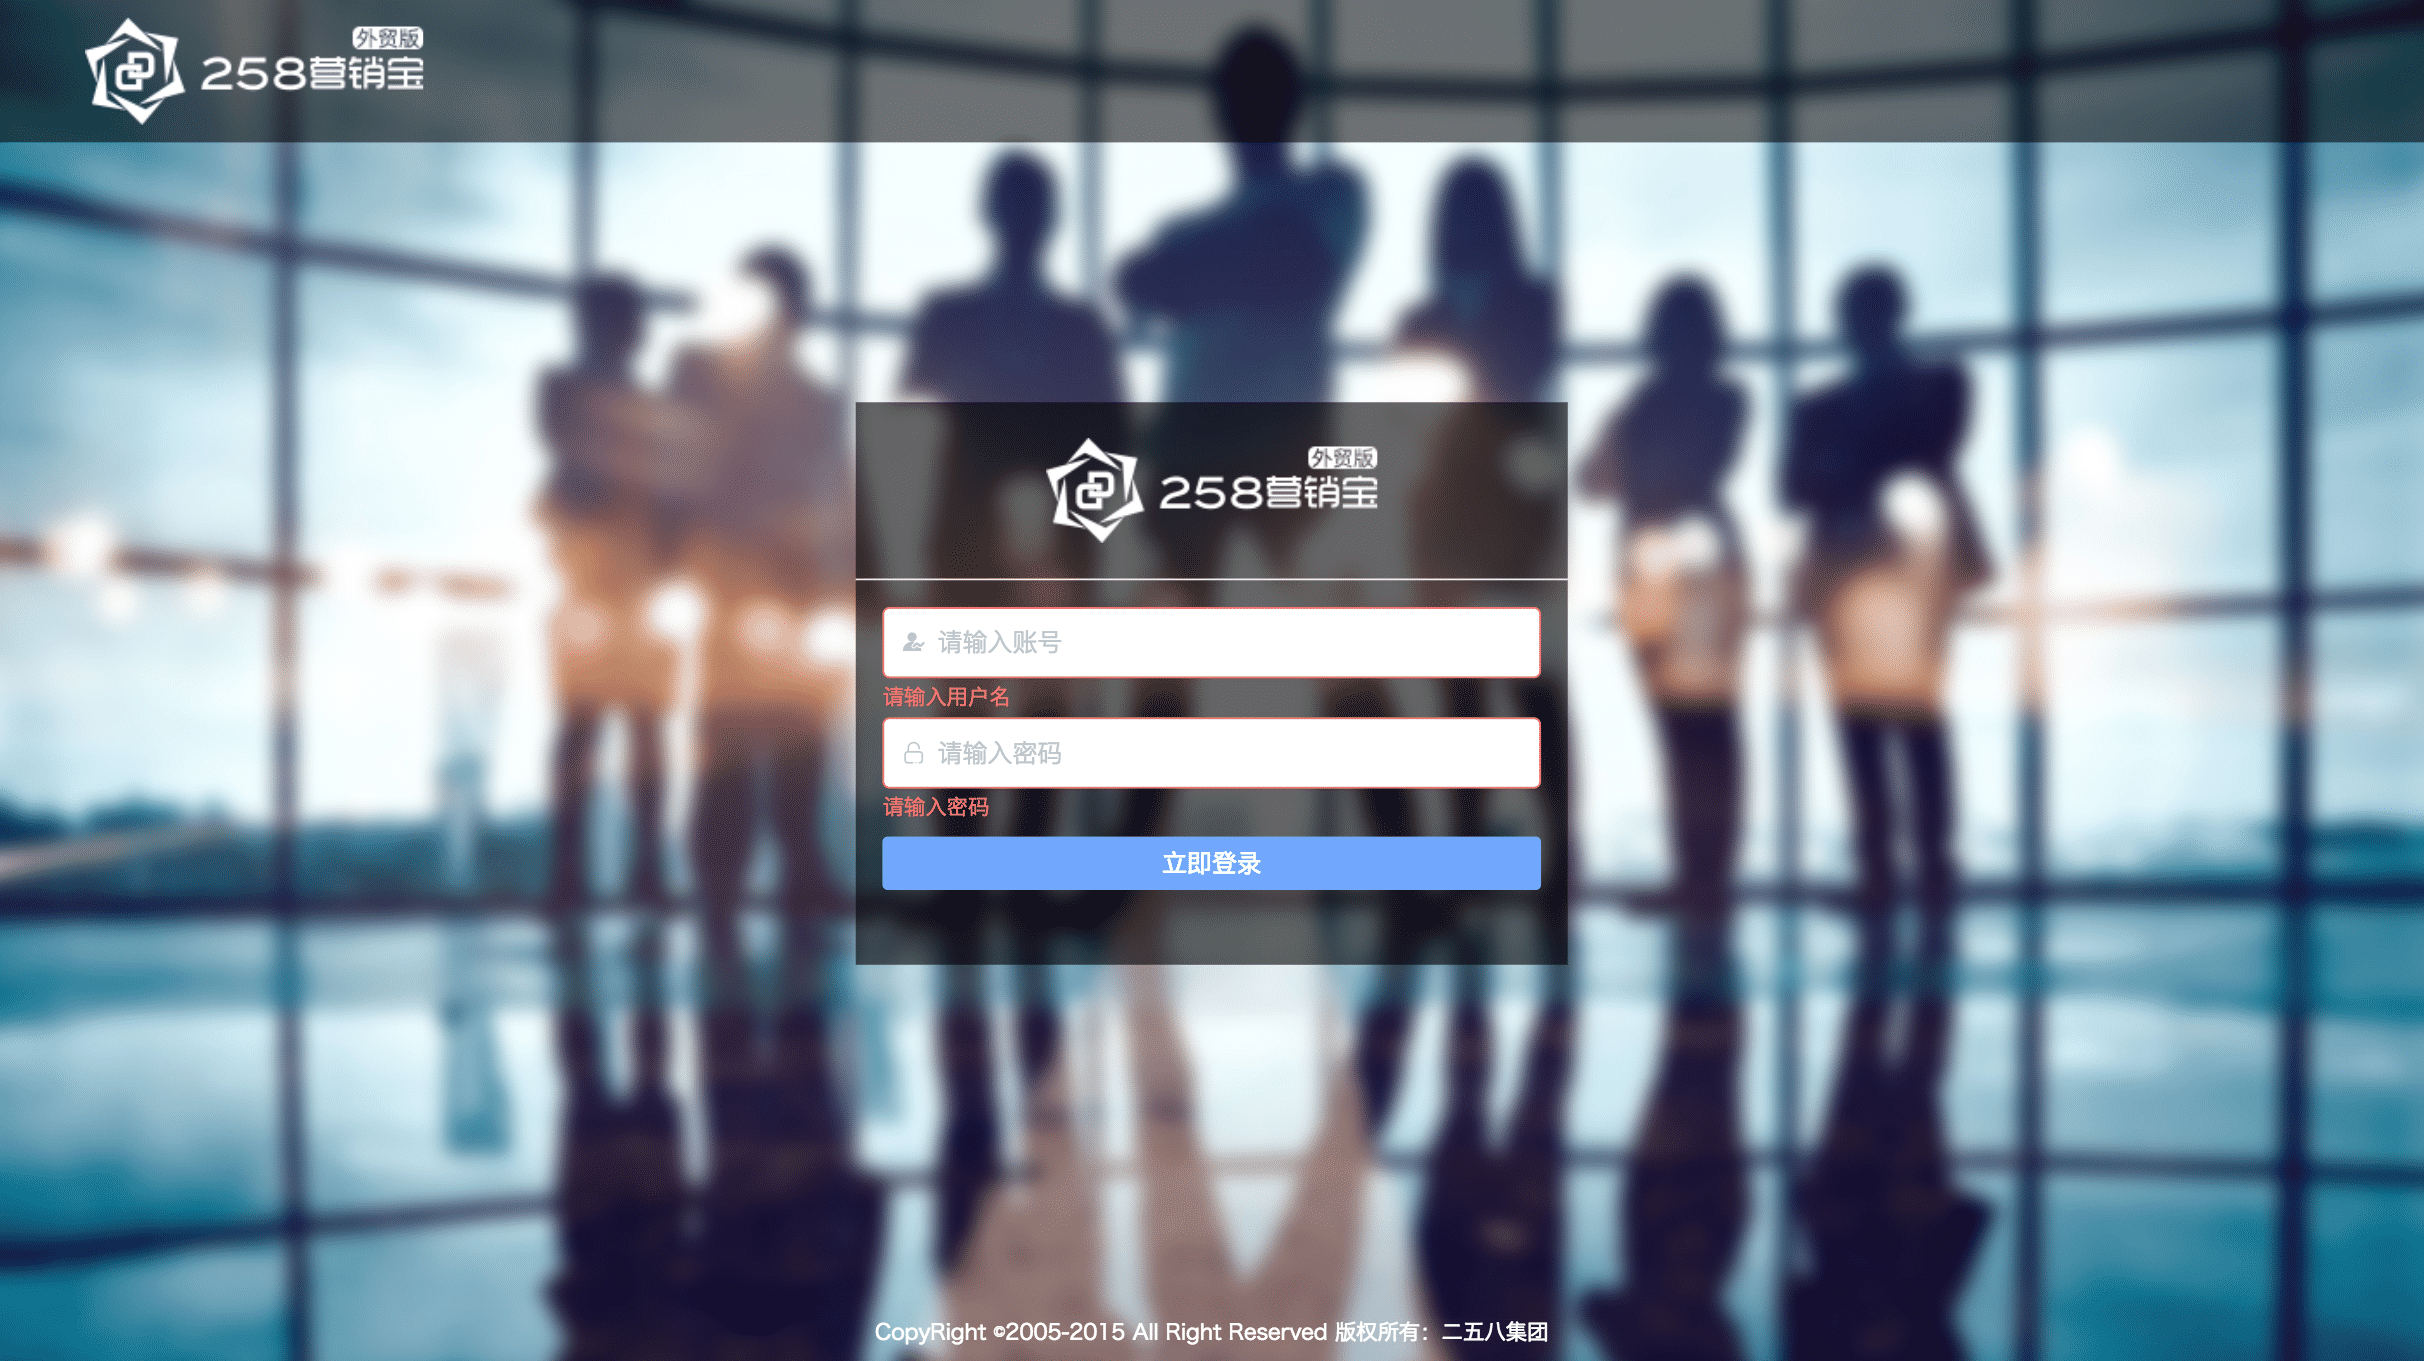 外贸版
258营销宝
外贸版
258营销宝
请输入账号
请输入用户名
请输入密码
请输入密码
立即登录
CopyRight ©2005-2015 All Right Reserved 版权所有：二五八集团